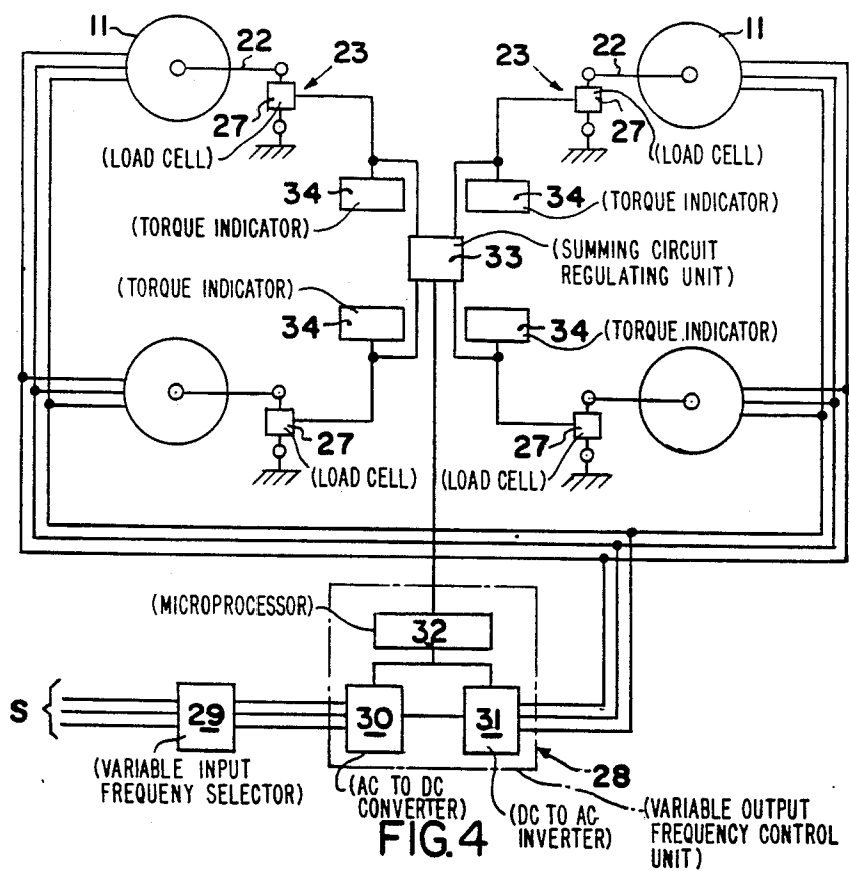 11
22
23
27
(LOAD CELL)
23
22
11
27
(LOAD CELL)
34
(TORQUE INDICATOR)
34
(TORQUE INDICATOR)
33
(SUMMING CIRCUIT
REGULATING UNIT)
(TORQUE INDICATOR)
34
34
(TORQUE INDICATOR)
27
(LOAD CELL)
27
(LOAD CELL)
(MICROPROCESSOR)
32
S
29
30
31
28
(VARIABLE INPUT
FREQUENY SELECTOR)
(AC TO DC
CONVERTER)
(DC TO AC
INVERTER)
(VARIABLE OUTPUT
FREQUENCY CONTROL
UNIT)
FIG. 4